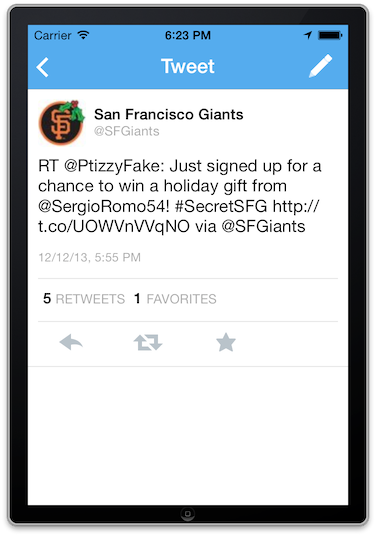 Carrier 6:23 PM
Tweet
San Francisco Giants
@SFGiants
RT @PtizzyFake: Just signed up for a
chance to win a holiday gift from
@SergioRomo54! #SecretSFG http://
t.co/UOWVnVVqNO via @SFGiants
12/12/13, 5:55 PM
5 RETWEETS 1 FAVORITES